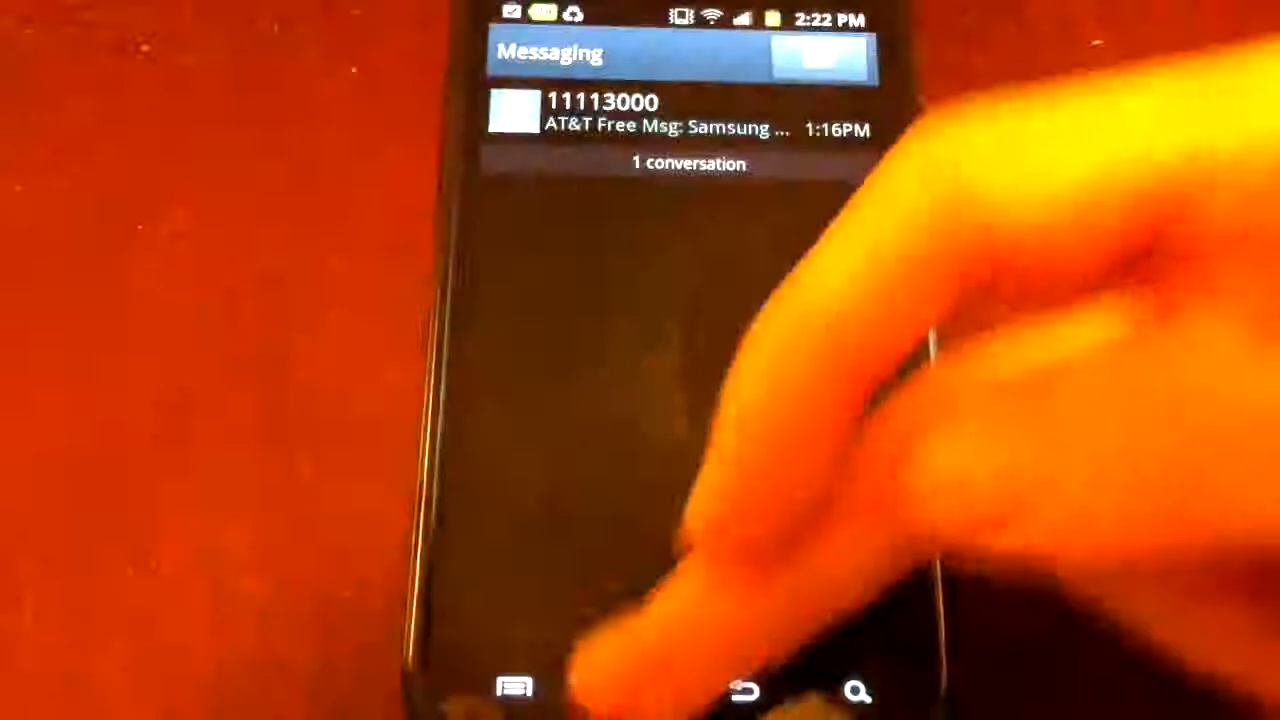 2:22 PM
Messaging
11113000
AT&T Free Msg: Samsung ... 1:16PM
1 conversation